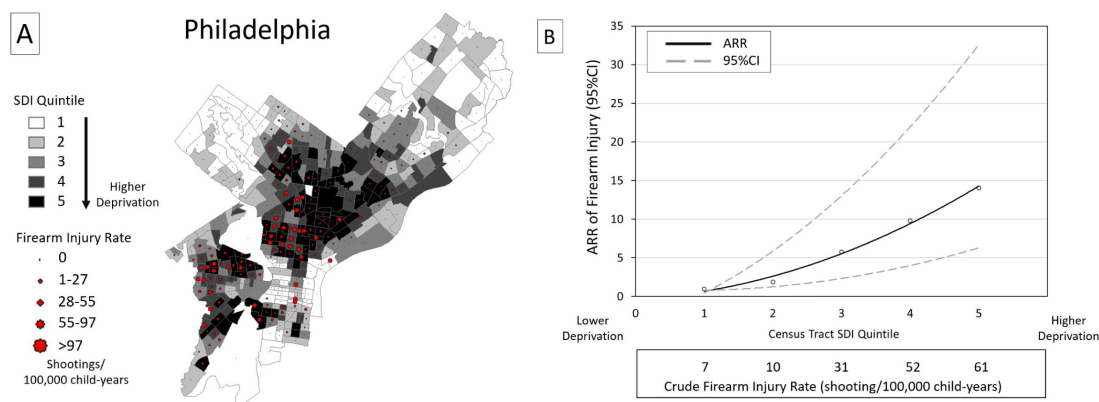 A
Philadelphia
SDI Quintile
1
2
3
4
5
Higher
Deprivation
Firearm Injury Rate
0
1-27
28-55
55-97
>97
Shootings/
100,000 child-years
B
ARR
95%CI
ARR of Firearm Injury (95%CI)
35
30
25
20
15
10
5
0
0 1 2 3 4 5
Lower
Deprivation
Census Tract SDI Quintile
Higher
Deprivation
7 10 31 52 61
Crude Firearm Injury Rate (shooting/100,000 child-years)